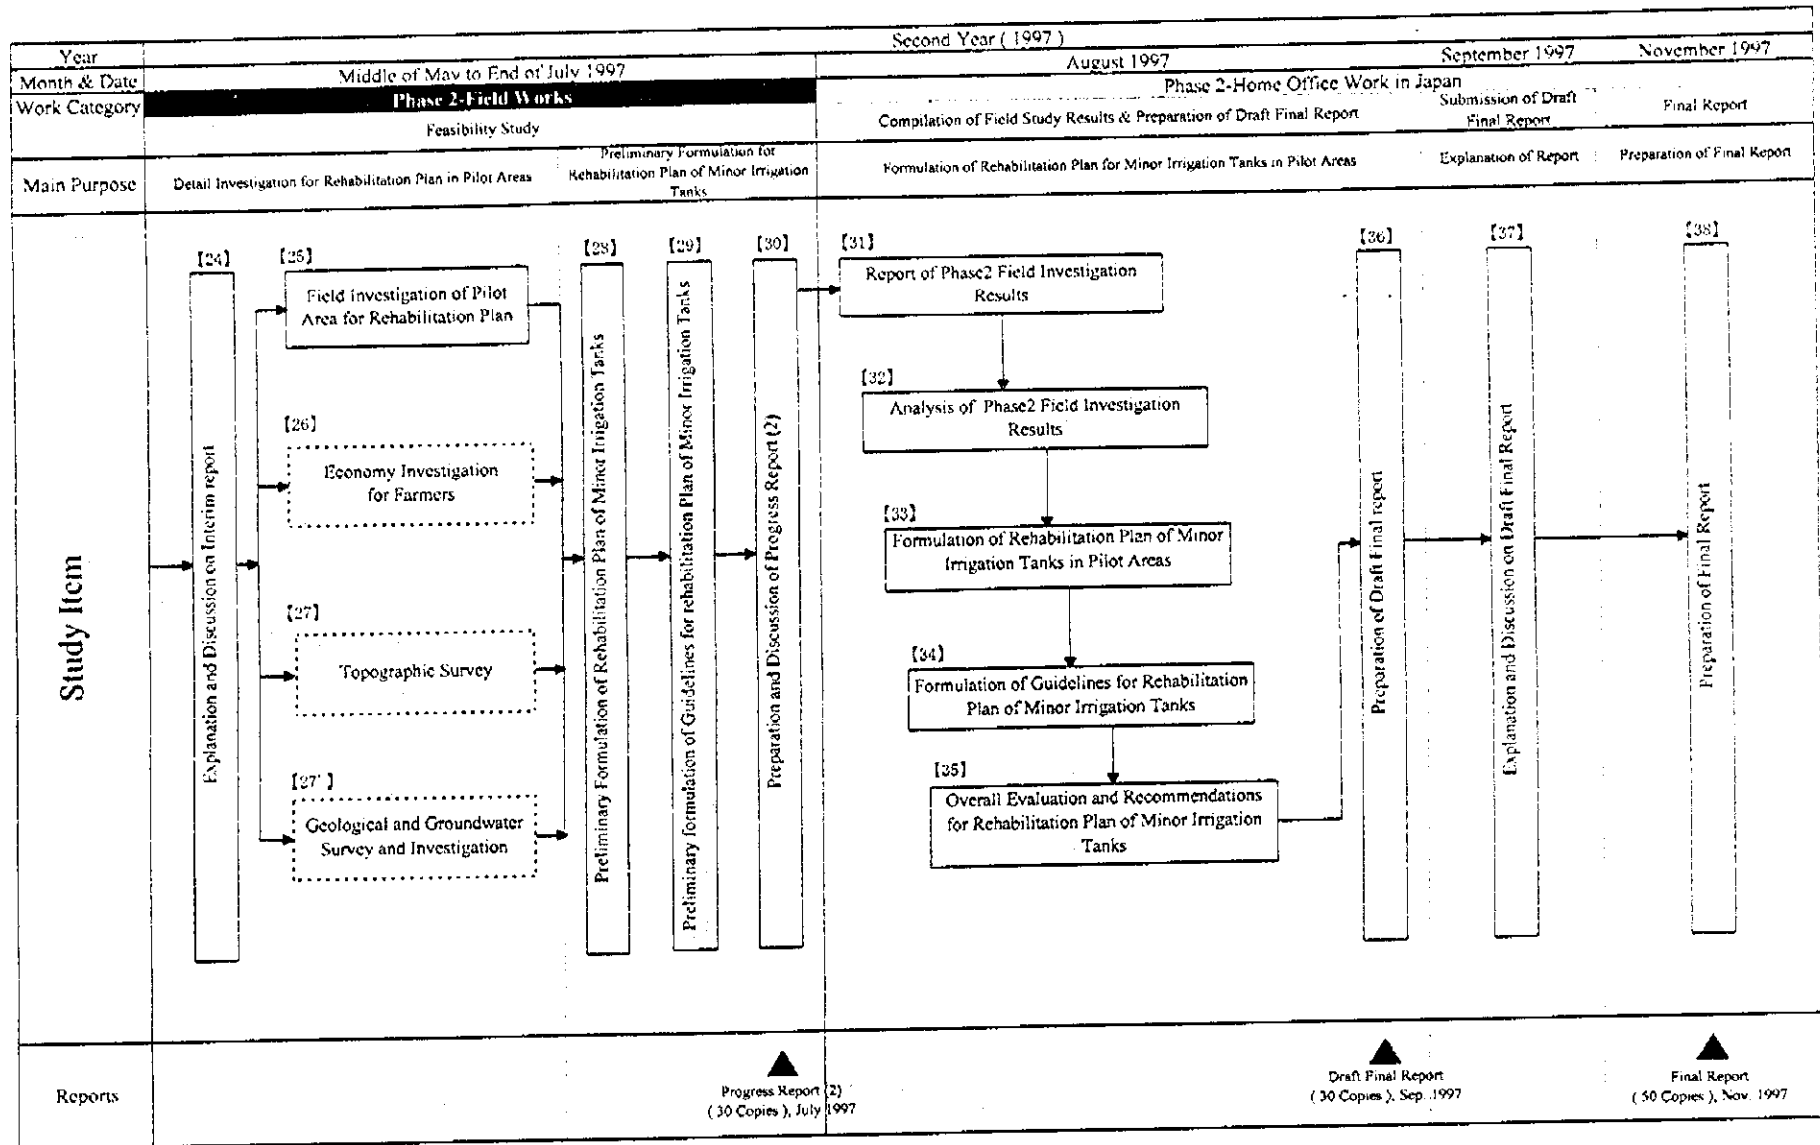 Year
Second Year ( 1997 )
Month & Date
Middle of May to End of July 1997
August 1997
September 1997
November 1997
Work Category
Phase 2-Field Works
Phase 2-Home Office Work in Japan
Feasibility Study
Compilation of Field Study Results & Preparation of Draft Final Report
Submission of Draft
Final Report
Final Report
Main Purpose
Detail Investigation for Rehabilitation Plan in Pilot Areas
Preliminary Formulation for
Rehabilitation Plan of Minor Irrigation
Tanks
Formulation of Rehabilitation Plan for Minor Irrigation Tanks in Pilot Areas
Explanation of Report
Preparation of Final Report
Study Item
【24】
Explanation and Discussion on Interim report
【25】
Field Investigation of Pilot
Area for Rehabilitation Plan
【26】
Economy Investigation
for Farmers
【27】
Topographic Survey
【27'】
Geological and Groundwater
Survey and Investigation
【28】
Preliminary Formulation of Rehabilitation Plan of Minor Irrigation Tanks
【29】
Preliminary formulation of Guidelines for rehabilitation Plan of Minor Irrigation Tanks
【30】
Preparation and Discussion of Progress Report (2)
【31】
Report of Phase2 Field Investigation
Results
【32】
Analysis of Phase2 Field Investigation
Results
【33】
Formulation of Rehabilitation Plan of Minor
Irrigation Tanks in Pilot Areas
【34】
Formulation of Guidelines for Rehabilitation
Plan of Minor Irrigation Tanks
【35】
Overall Evaluation and Recommendations
for Rehabilitation Plan of Minor Irrigation
Tanks
【36】
Preparation of Draft Final report
【37】
Explanation and Discussion on Draft Final Report
【38】
Preparation of Final Report
Reports
Progress Report (2)
( 30 Copies ), July 1997
Draft Final Report
( 30 Copies ), Sep. 1997
Final Report
( 50 Copies ), Nov. 1997